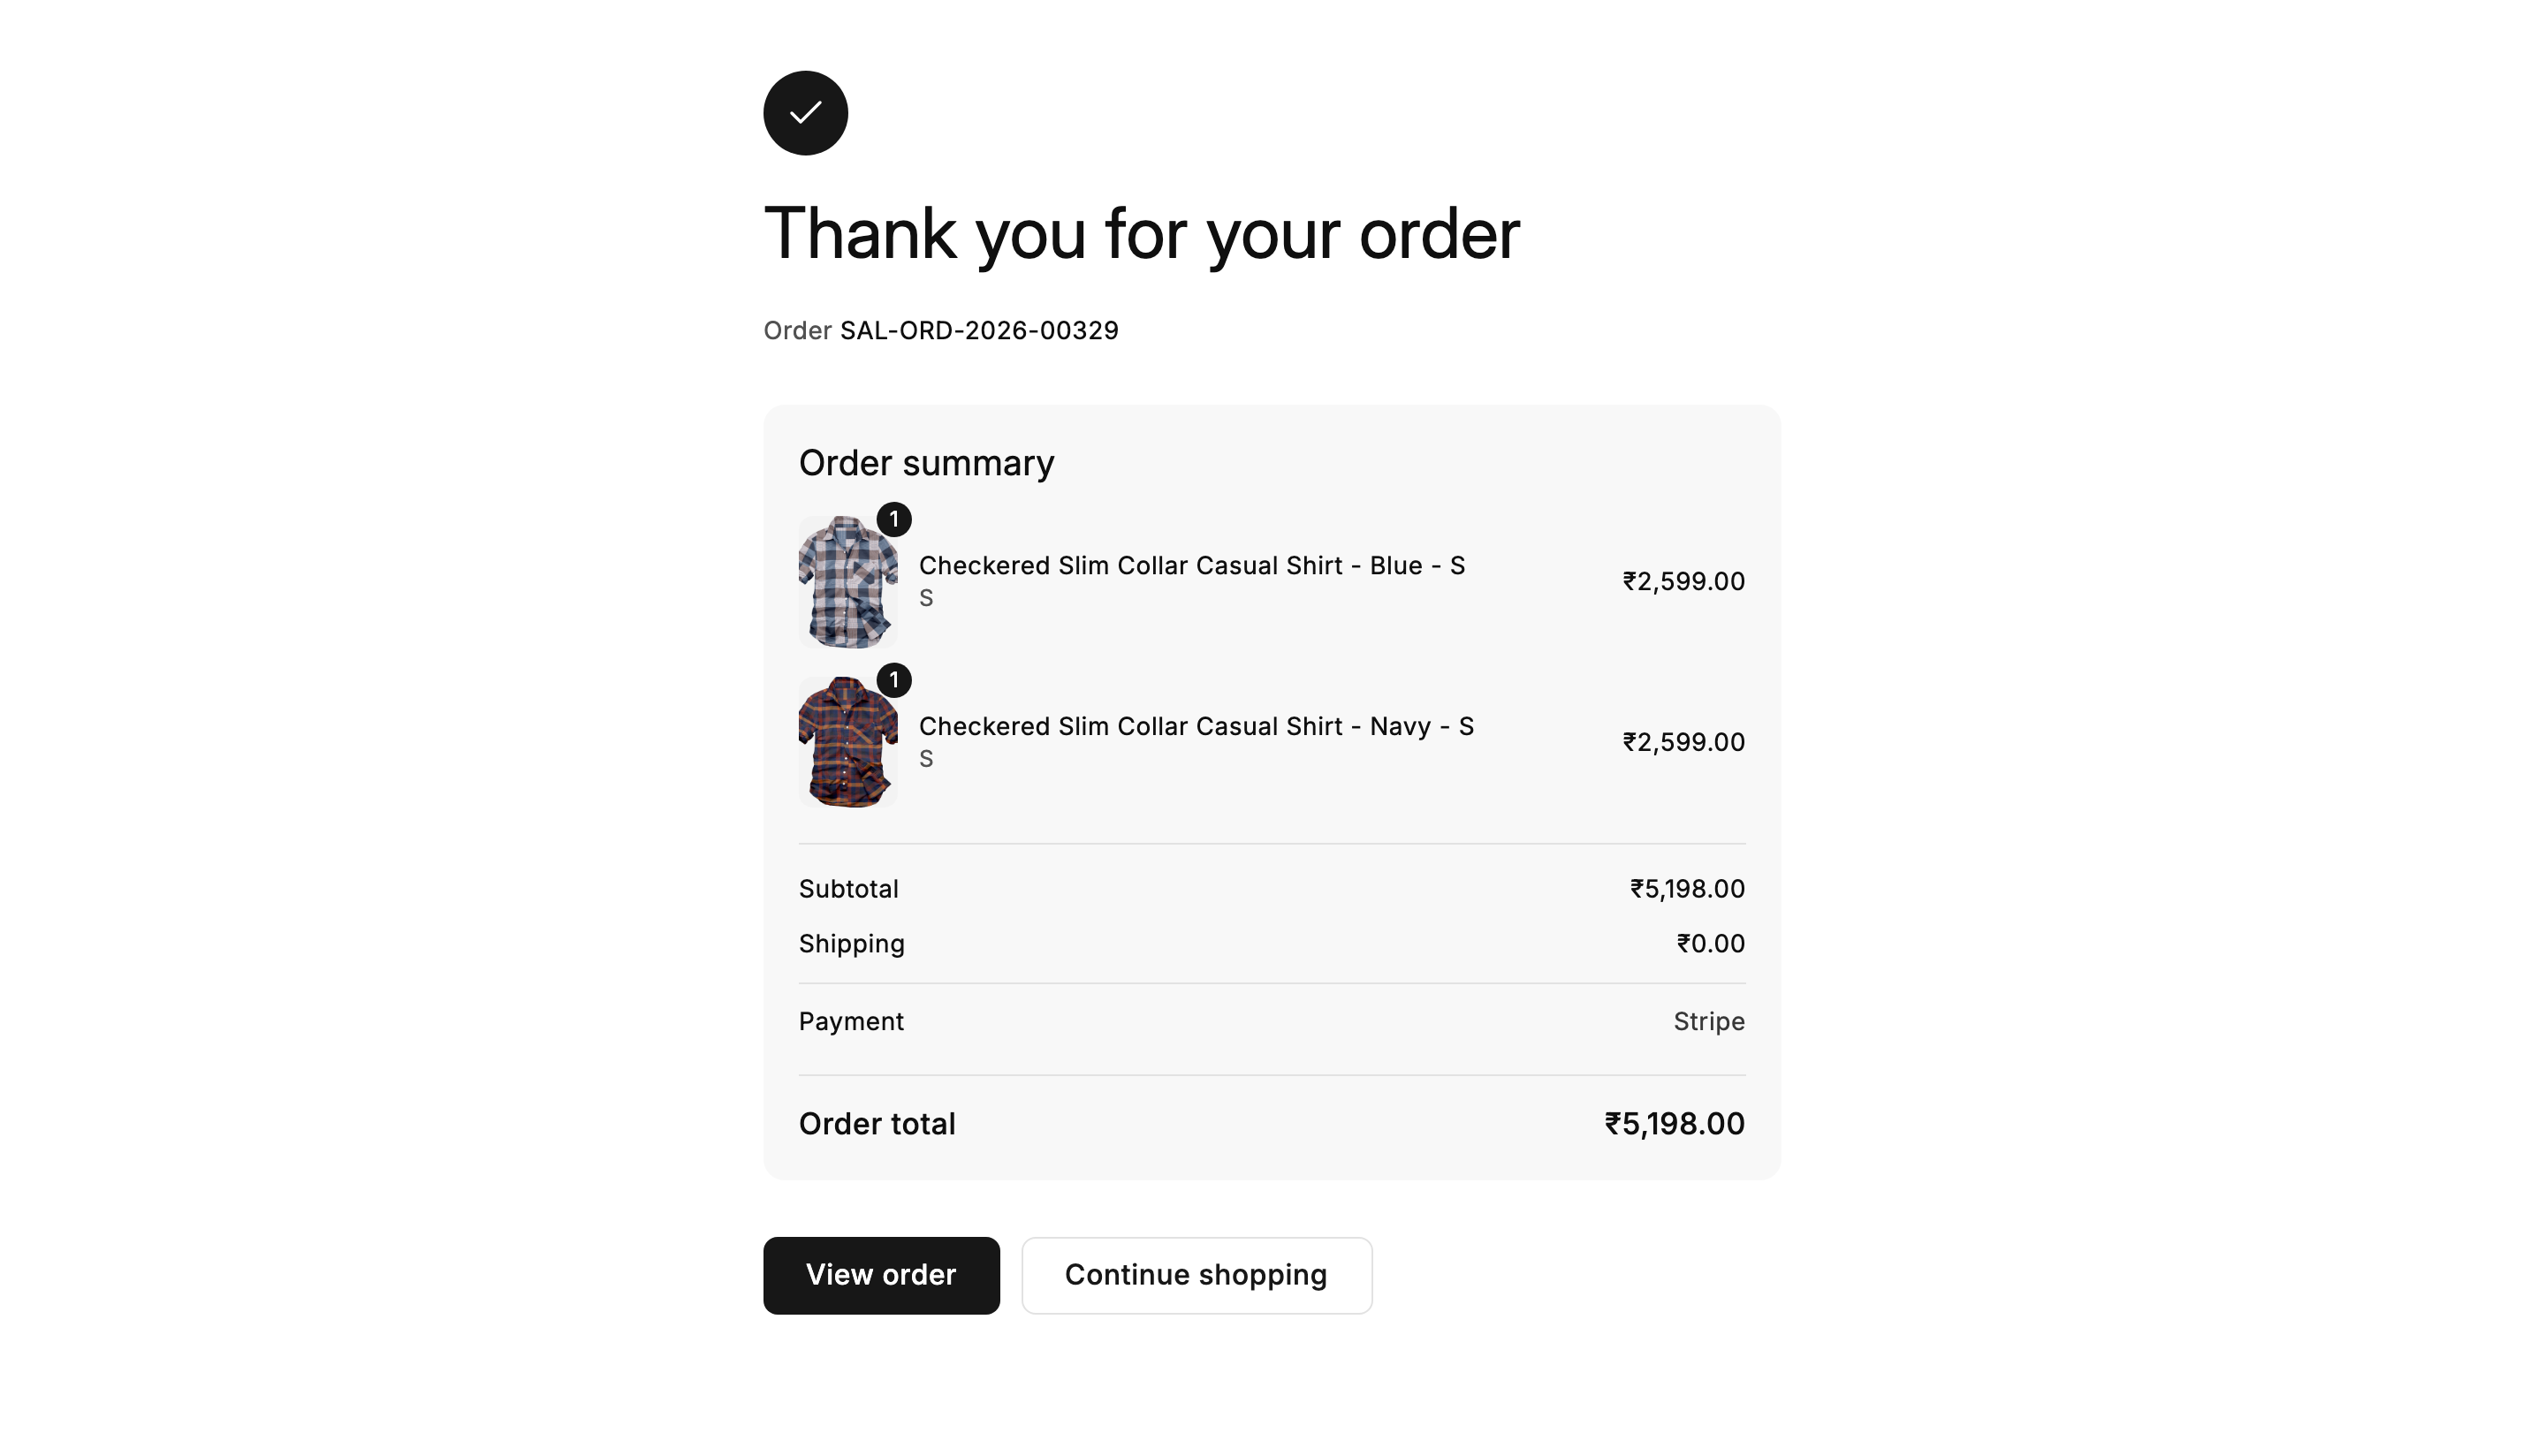 Thank you for your order
Order SAL-ORD-2026-00329
Order summary
1
Checkered Slim Collar Casual Shirt - Blue - S
S
₹2,599.00
1
Checkered Slim Collar Casual Shirt - Navy - S
S
₹2,599.00
Subtotal ₹5,198.00
Shipping ₹0.00
Payment Stripe
Order total ₹5,198.00
View order Continue shopping